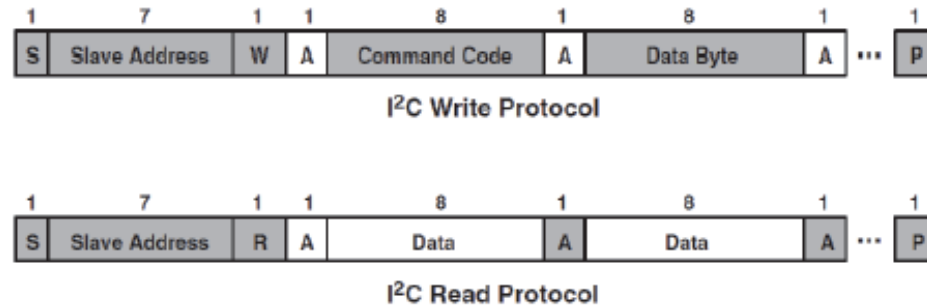 1 7 1 1 8 1 8 1 1
S Slave Address W A Command Code A Data Byte A ... P
I²C Write Protocol
1 7 1 1 8 1 8 1 1
S Slave Address R A Data A Data A ... P
I²C Read Protocol